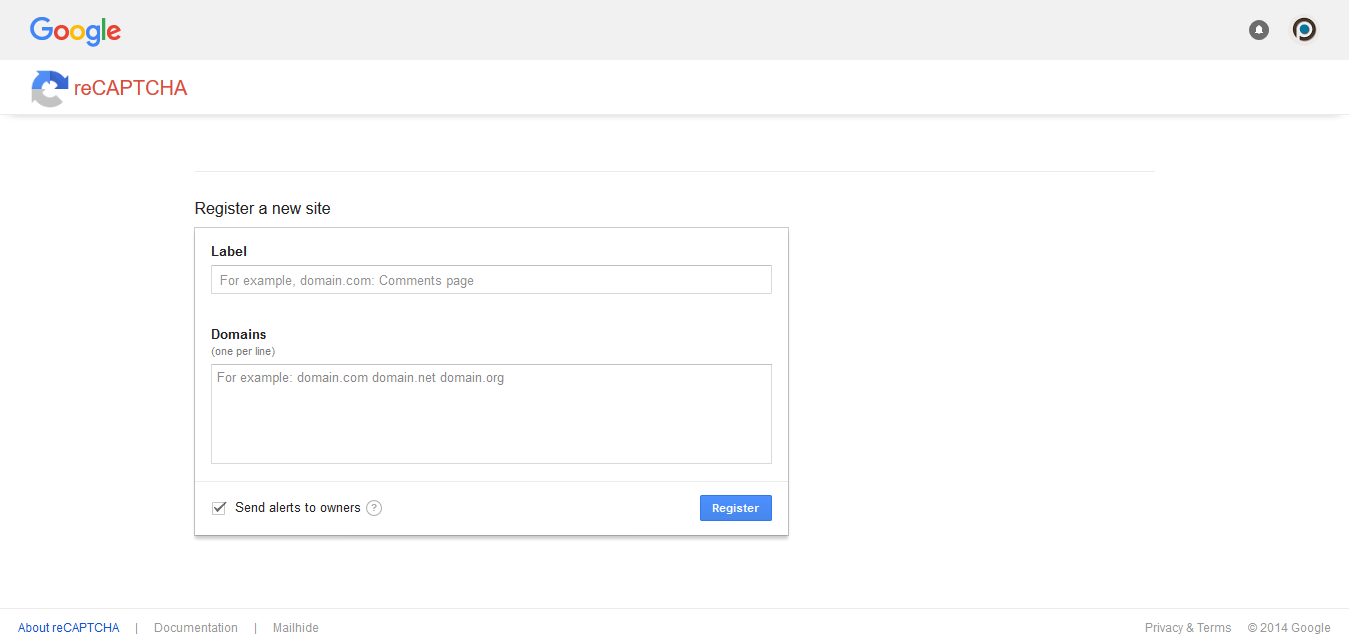 Google
reCAPTCHA
Register a new site
Label
For example, domain.com: Comments page
Domains
(one per line)
For example: domain.com domain.net domain.org
Send alerts to owners ?
Register
About reCAPTCHA | Documentation | Mailhide
Privacy & Terms © 2014 Google